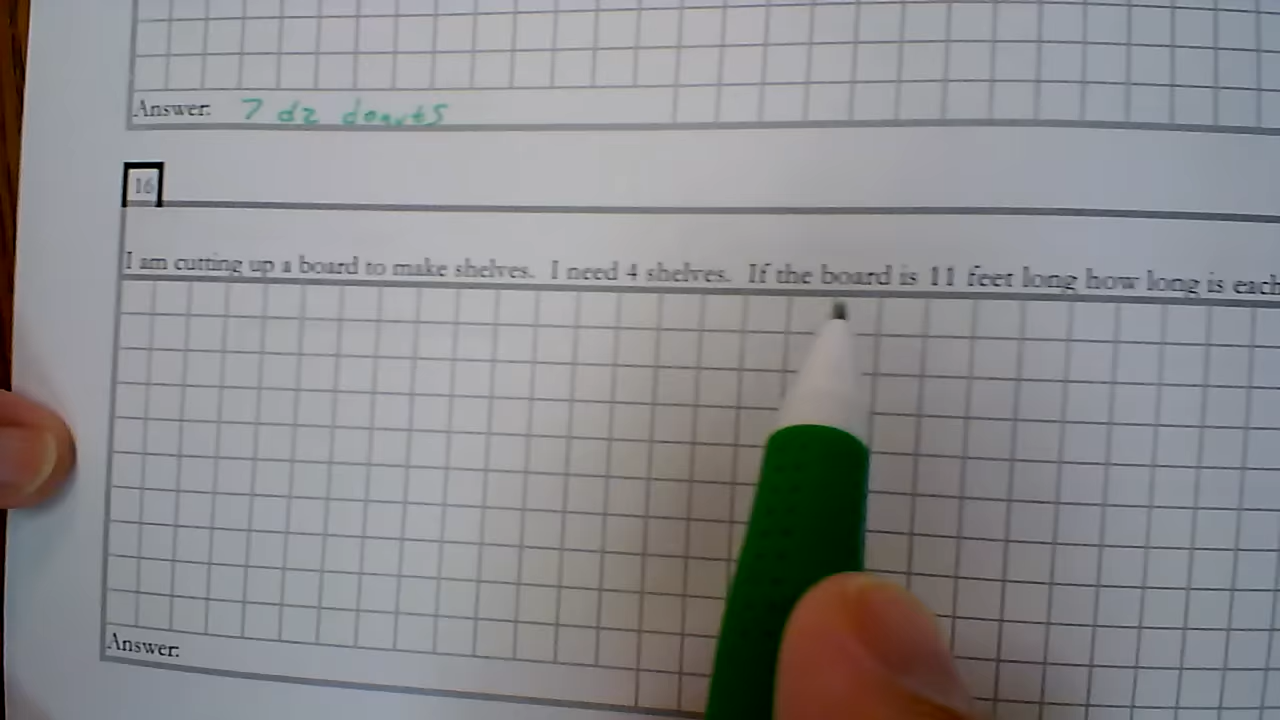 Answer: 7 dz donuts
16
I am cutting up a board to make shelves. I need 4 shelves. If the board is 11 feet long how long is each
Answer: